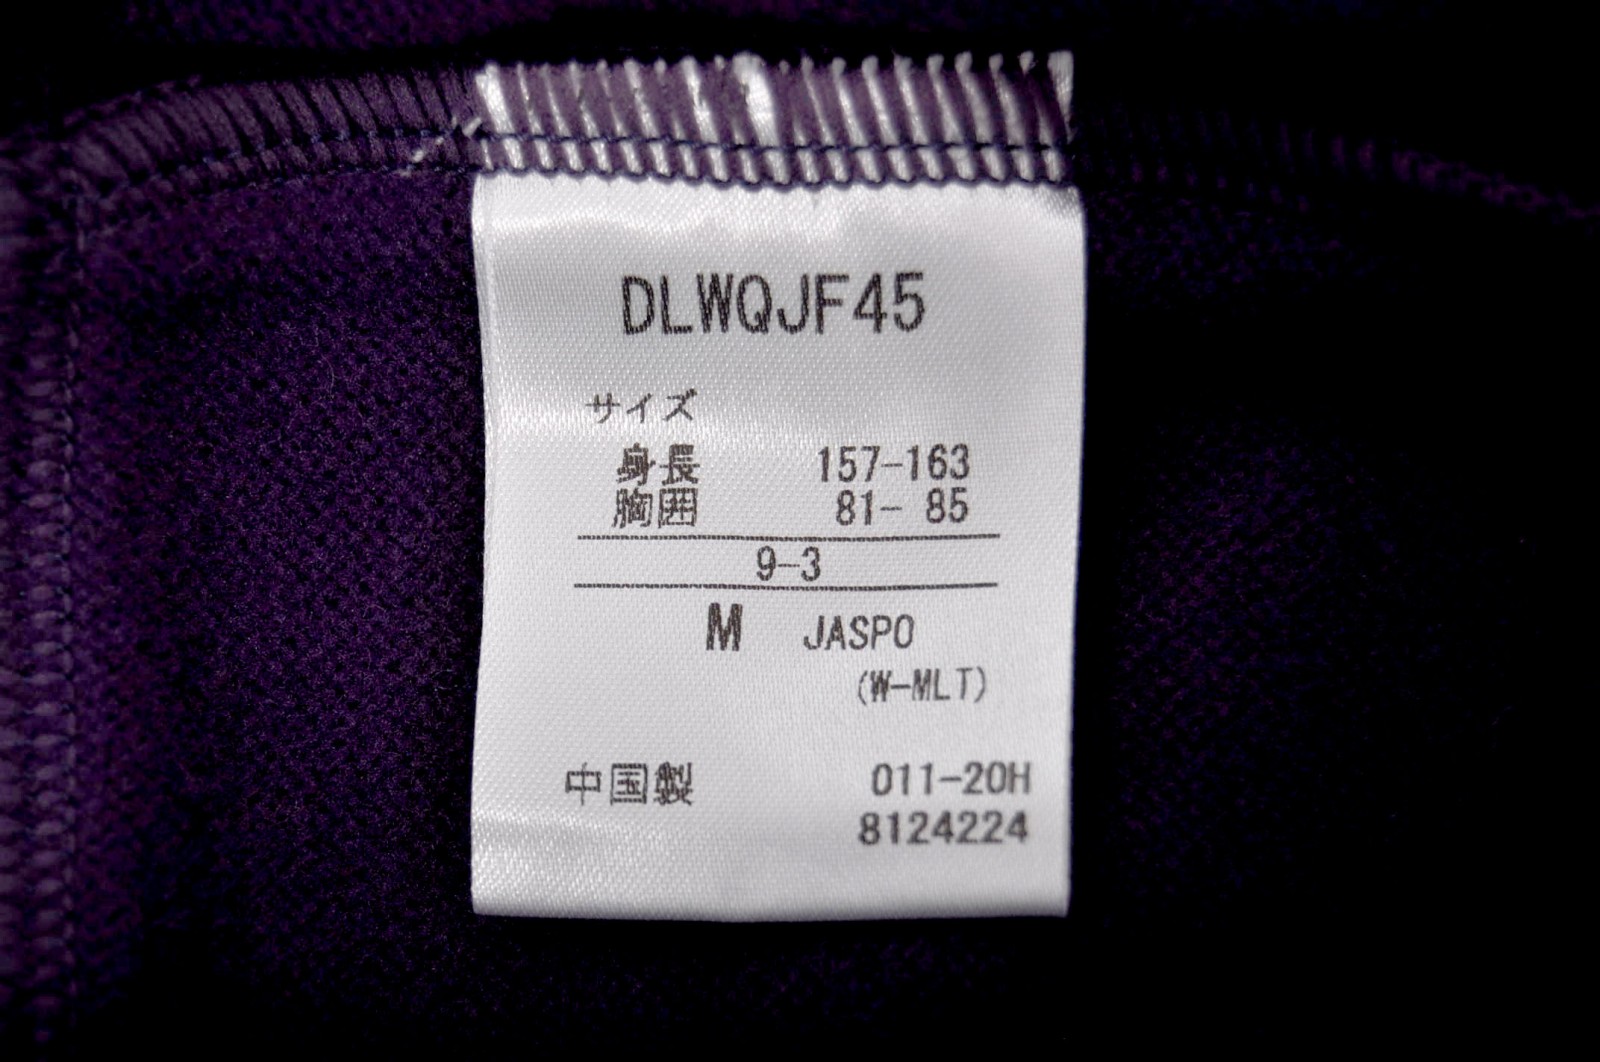 DLWQJF45
サイズ
身長 157-163
胸囲 81- 85
9-3
M JASPO
(W-MLT)
中国製 011-20H
8124224